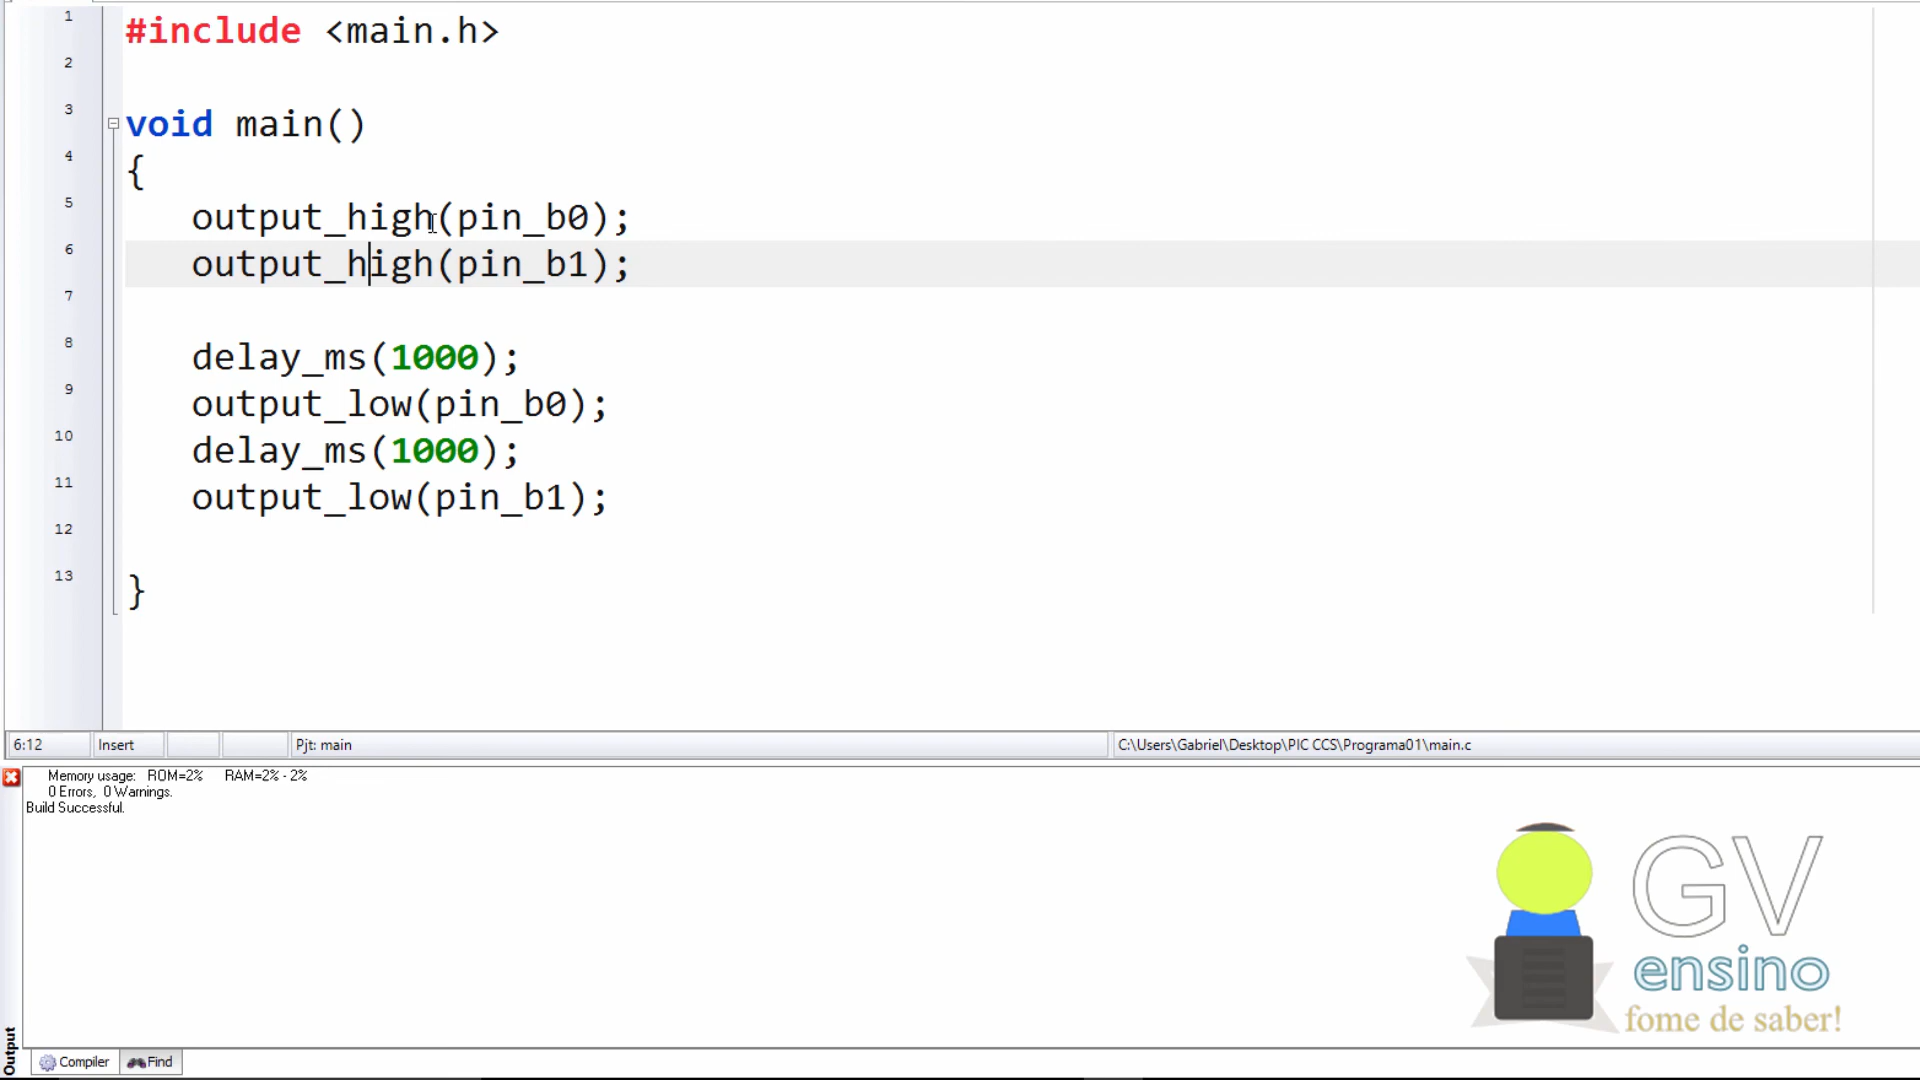 1 #include <main.h>
2
3 void main()
4 {
5 output_high(pin_b0);
6 output_high(pin_b1);
7
8 delay_ms(1000);
9 output_low(pin_b0);
10 delay_ms(1000);
11 output_low(pin_b1);
12
13 }
6:12 Insert Pjt: main C:\Users\Gabriel\Desktop\PIC CCS\Programa01\main.c
Memory usage: ROM=2% RAM=2% - 2%
0 Errors, 0 Warnings.
Build Successful.
GV
ensino
fome de saber!
Output
Compiler Find